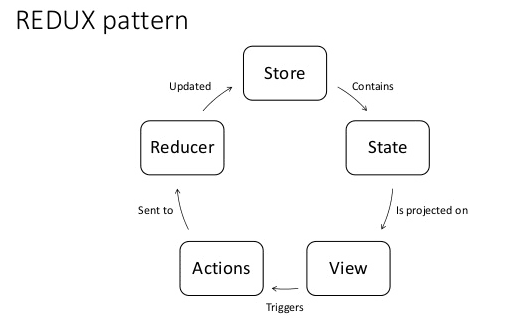 REDUX pattern
Store
Updated
Contains
Reducer
State
Sent to
Is projected on
Actions
View
Triggers